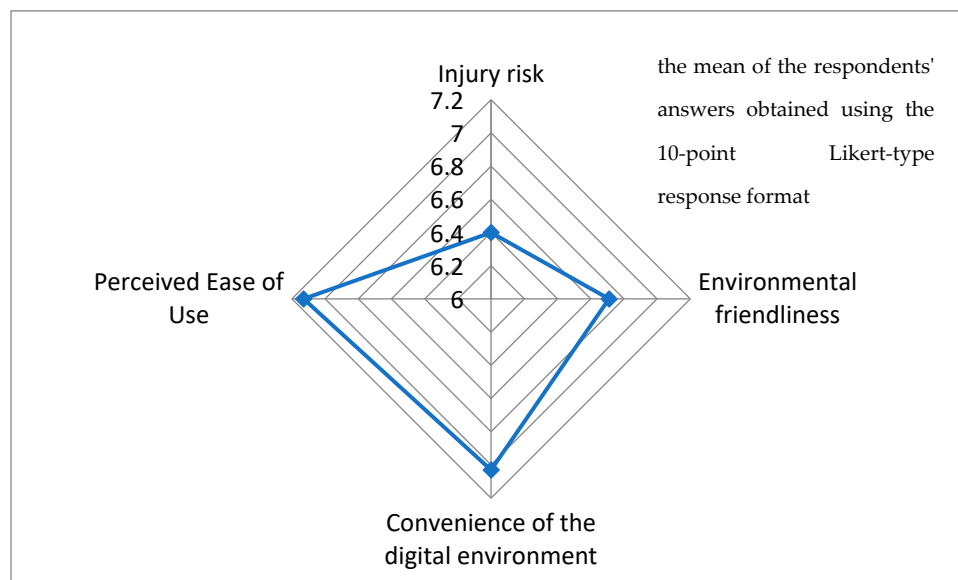 Injury risk
7.2
7
6.8
6.6
6.4
6.2
6
the mean of the respondents'
answers obtained using the
10-point Likert-type
response format
Perceived Ease of
Use
Environmental
friendliness
Convenience of the
digital environment